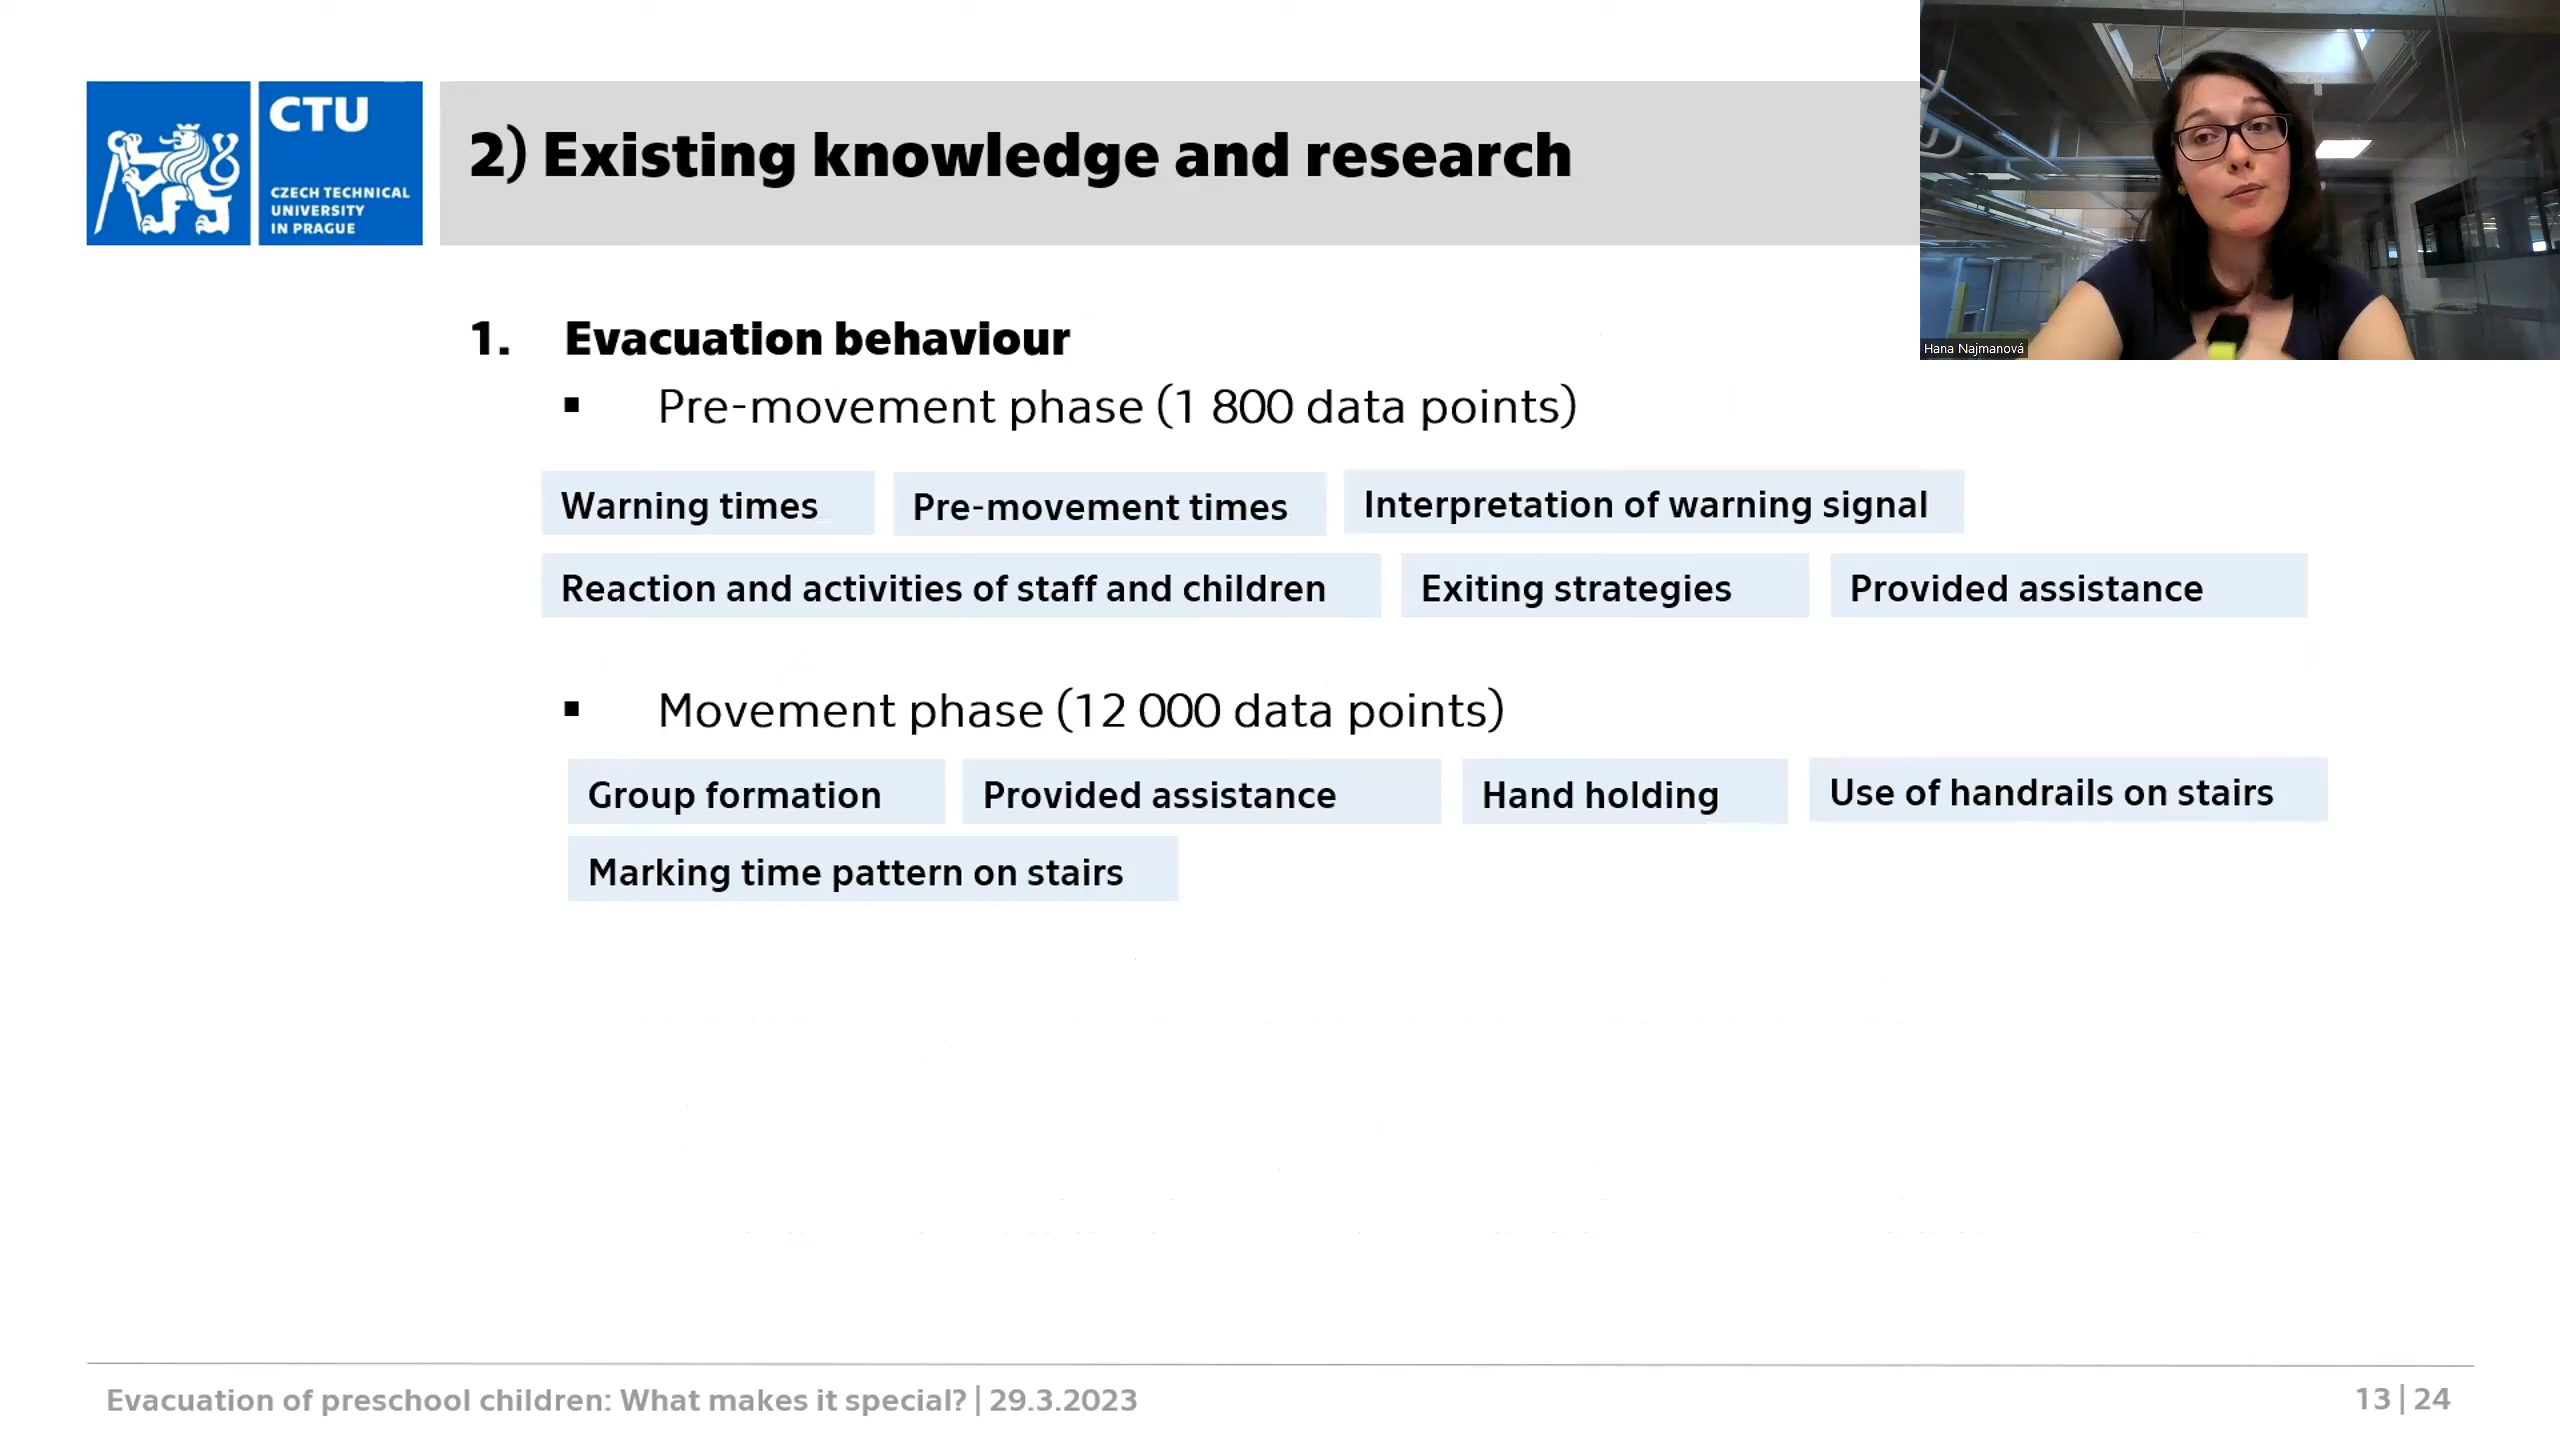 CTU
CZECH TECHNICAL
UNIVERSITY
IN PRAGUE
2) Existing knowledge and research
Hana Najmanová
1. Evacuation behaviour
▪ Pre-movement phase (1 800 data points)
Warning times Pre-movement times Interpretation of warning signal
Reaction and activities of staff and children Exiting strategies Provided assistance
▪ Movement phase (12 000 data points)
Group formation Provided assistance Hand holding Use of handrails on stairs
Marking time pattern on stairs
Evacuation of preschool children: What makes it special? | 29.3.2023 13 | 24